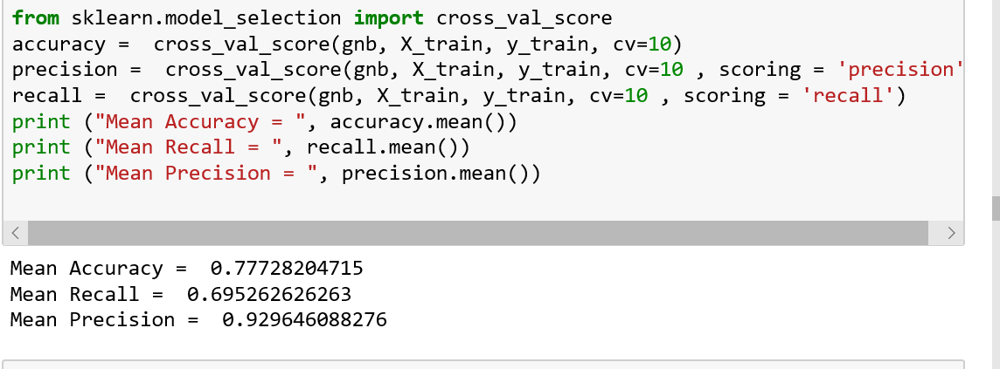 from sklearn.model_selection import cross_val_score
accuracy =  cross_val_score(gnb, X_train, y_train, cv=10)
precision =  cross_val_score(gnb, X_train, y_train, cv=10 , scoring = 'precision'
recall =  cross_val_score(gnb, X_train, y_train, cv=10 , scoring = 'recall')
print ("Mean Accuracy = ", accuracy.mean())
print ("Mean Recall = ", recall.mean())
print ("Mean Precision = ", precision.mean())
Mean Accuracy =  0.77728204715
Mean Recall =  0.695262626263
Mean Precision =  0.929646088276